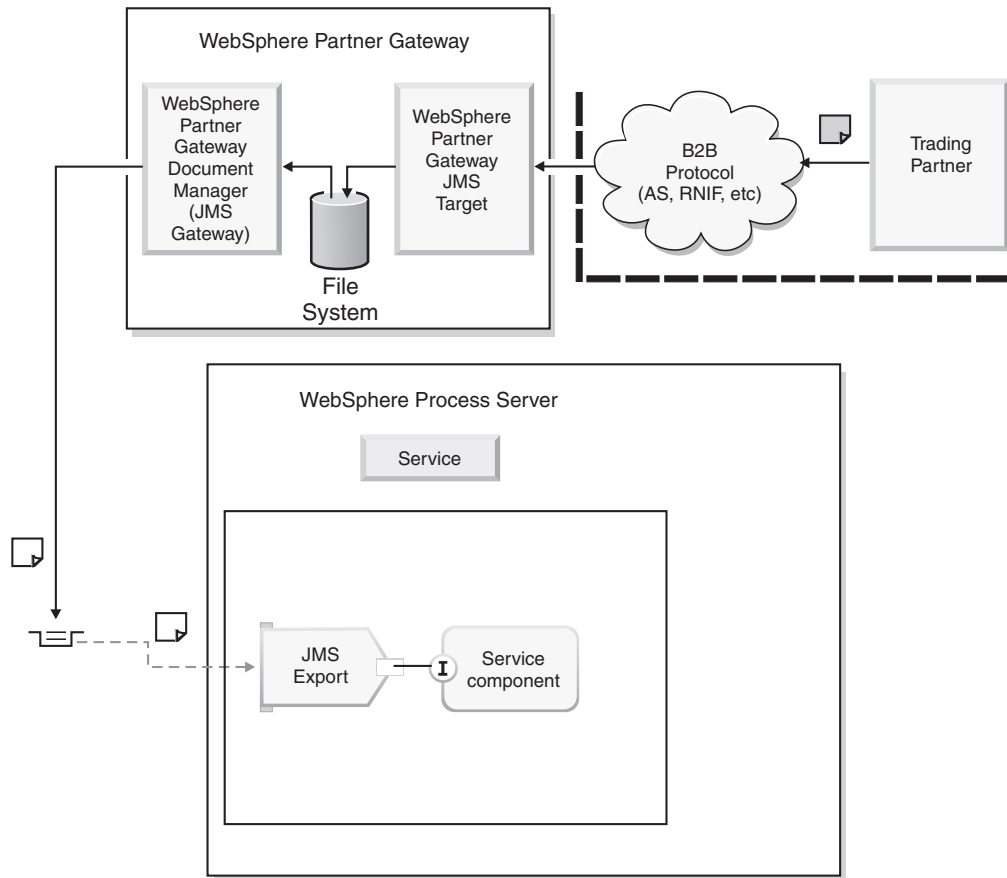 WebSphere Partner Gateway
WebSphere
Partner
Gateway
Document
Manager
(JMS
Gateway)
WebSphere
Partner
Gateway
JMS
Target
File
System
B2B
Protocol
(AS, RNIF, etc)
Trading
Partner
WebSphere Process Server
Service
JMS
Export
I
Service
component